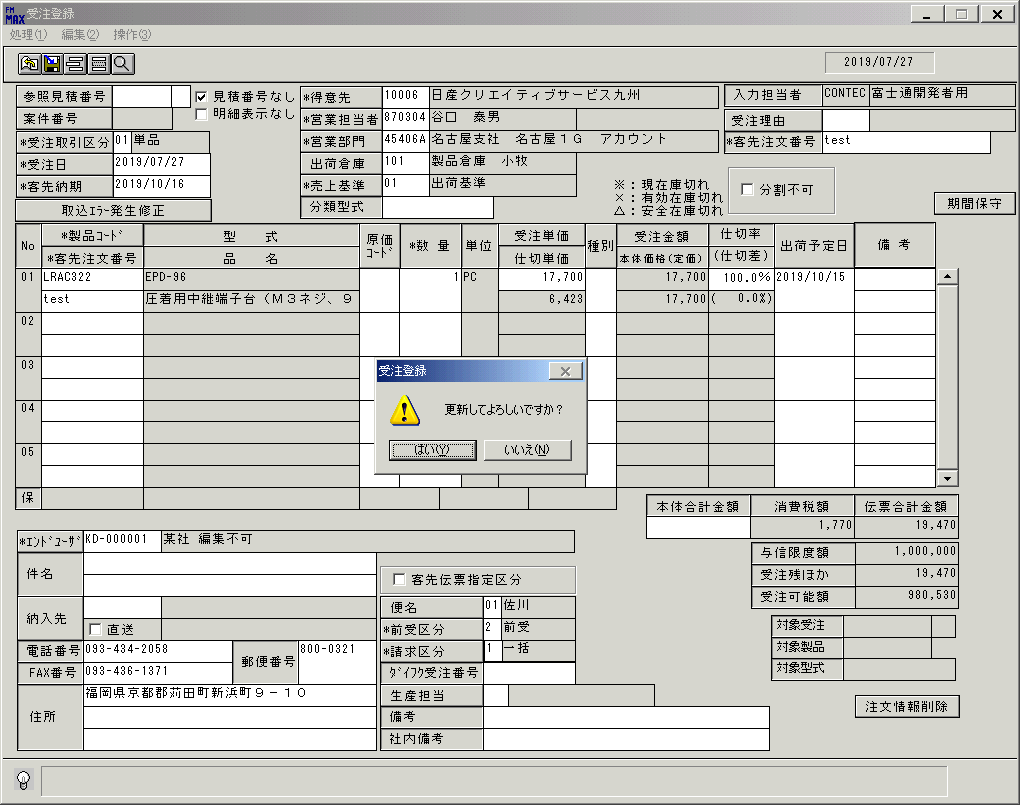 FM MAX 受注登録
処理(1) 編集(2) 操作(3)
2019/07/27
参照見積番号 見積番号なし
案件番号 明細表示なし
*受注取引区分 01 単品
*受注日 2019/07/27
*客先納期 2019/10/16
取込エラー発生修正
*得意先 10006 日産クリエイティブサービス九州
*営業担当者 870304 谷口 泰男
*営業部門 45406A 名古屋支社 名古屋1G アカウント
出荷倉庫 101 製品倉庫 小牧
*売上基準 01 出荷基準
分類型式
入力担当者 CONTEC 富士通開発者用
受注理由
*客先注文番号 test
※：現在庫切れ
×：有効在庫切れ
△：安全在庫切れ
分割不可
期間保守
No *製品コード 型 式 原価コード *数 量 単位 受注単価 種別 受注金額 仕切率 出荷予定日 備 考
*客先注文番号 品 名 仕切単価 本体価格(定価) (仕切差)
01 LRAC322 EPD-96 1 PC 17,700 17,700 100.0% 2019/10/15
test 圧着用中継端子台（M3ネジ、9 6,423 17,700 ( 0.0%)
02
03
04
05
保
受注登録
更新してよろしいですか？
はい(Y) いいえ(N)
本体合計金額 消費税額 伝票合計金額
1,770 19,470
与信限度額 1,000,000
受注残ほか 19,470
受注可能額 980,530
*エンドユーザ KD-000001 某社 編集不可
件名
納入先
直送
電話番号 093-434-2058 郵便番号 800-0321
FAX番号 093-436-1371
住所 福岡県京都郡苅田町新浜町9－10
客先伝票指定区分
便名 01 佐川
*前受区分 2 前受
*請求区分 1 一括
ダイフク受注番号
生産担当
備考
社内備考
対象受注
対象製品
対象型式
注文情報削除